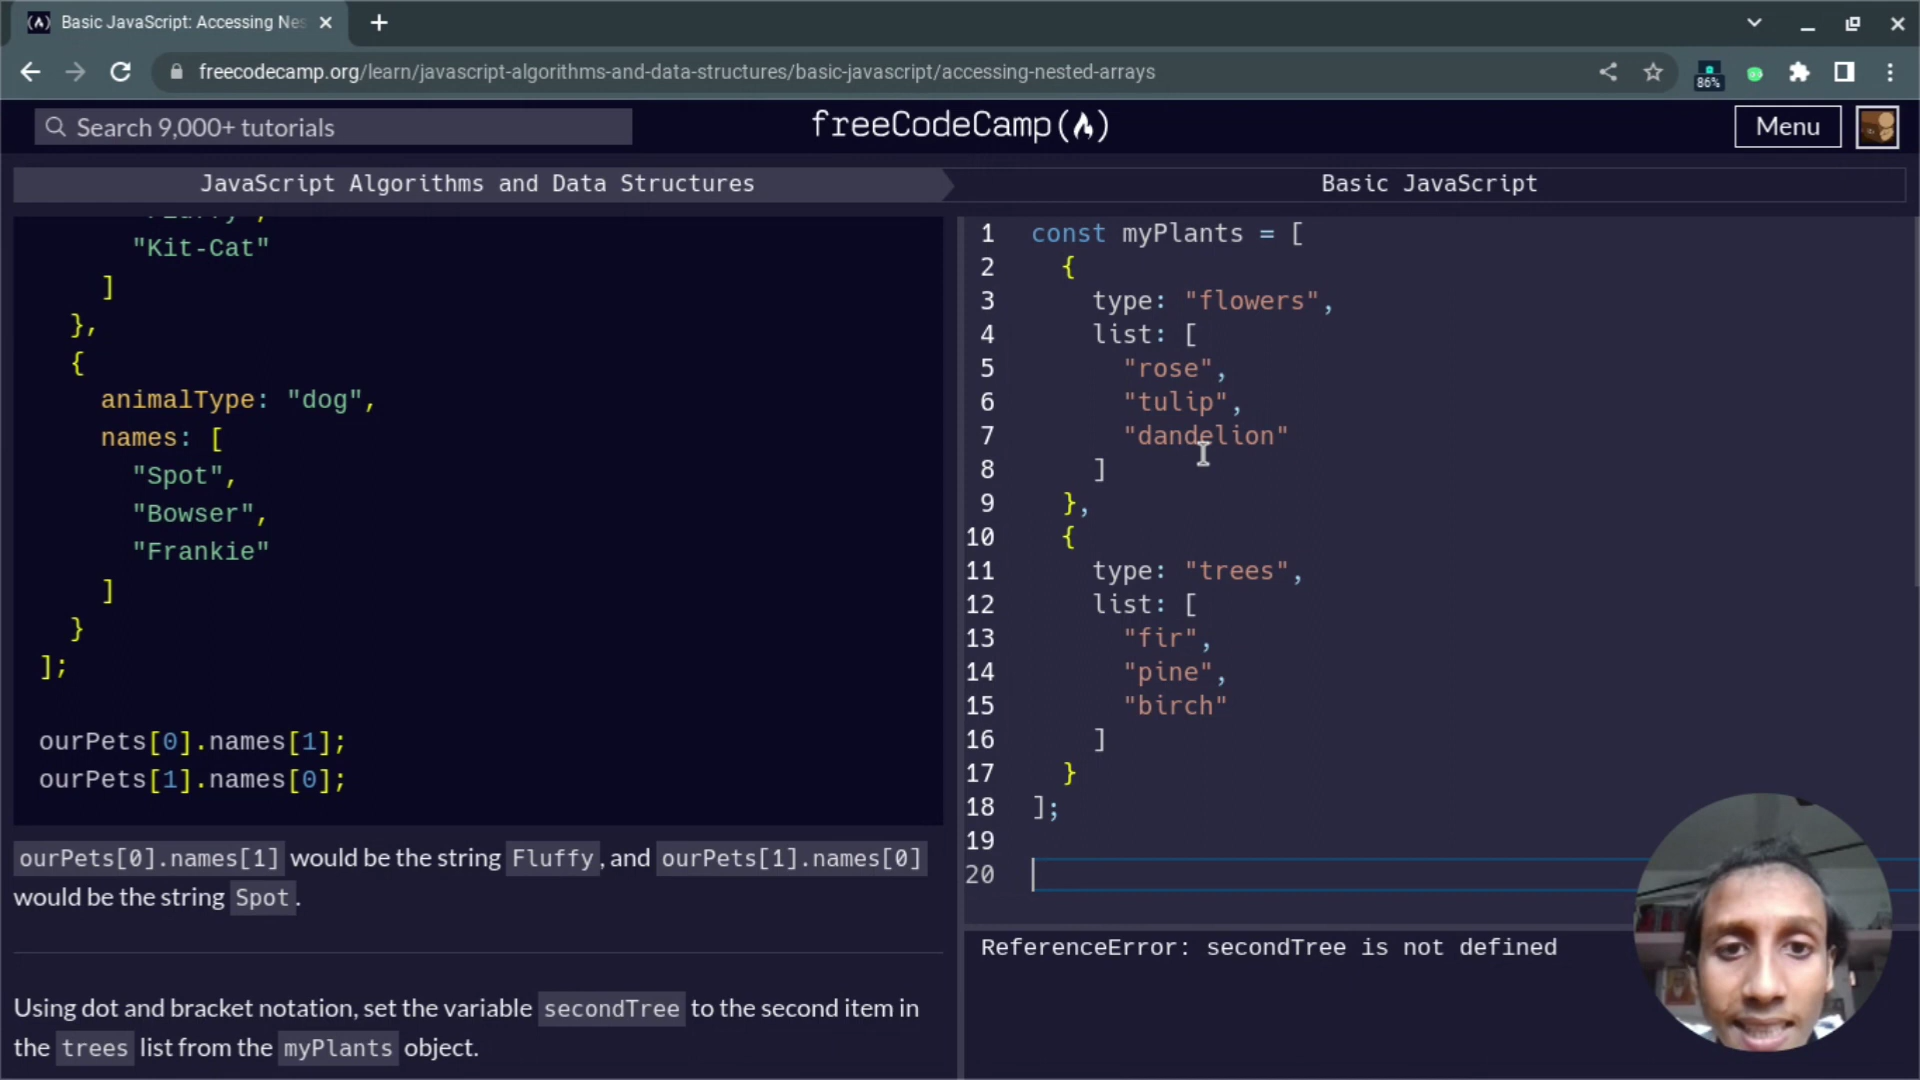 Basic JavaScript: Accessing Nes
freecodecamp.org/learn/javascript-algorithms-and-data-structures/basic-javascript/accessing-nested-arrays
86%
Search 9,000+ tutorials
freeCodeCamp
Menu
JavaScript Algorithms and Data Structures
Basic JavaScript
"Kit-Cat"
]
},
{
animalType: "dog",
names: [
"Spot",
"Bowser",
"Frankie"
]
}
];
ourPets[0].names[1];
ourPets[1].names[0];
ourPets[0].names[1] would be the string Fluffy, and ourPets[1].names[0]
would be the string Spot.
Using dot and bracket notation, set the variable secondTree to the second item in
the trees list from the myPlants object.
1 const myPlants = [
2 {
3 type: "flowers",
4 list: [
5 "rose",
6 "tulip",
7 "dandelion"
8 ]
9 },
10 {
11 type: "trees",
12 list: [
13 "fir",
14 "pine",
15 "birch"
16 ]
17 }
18 ];
19
20
ReferenceError: secondTree is not defined